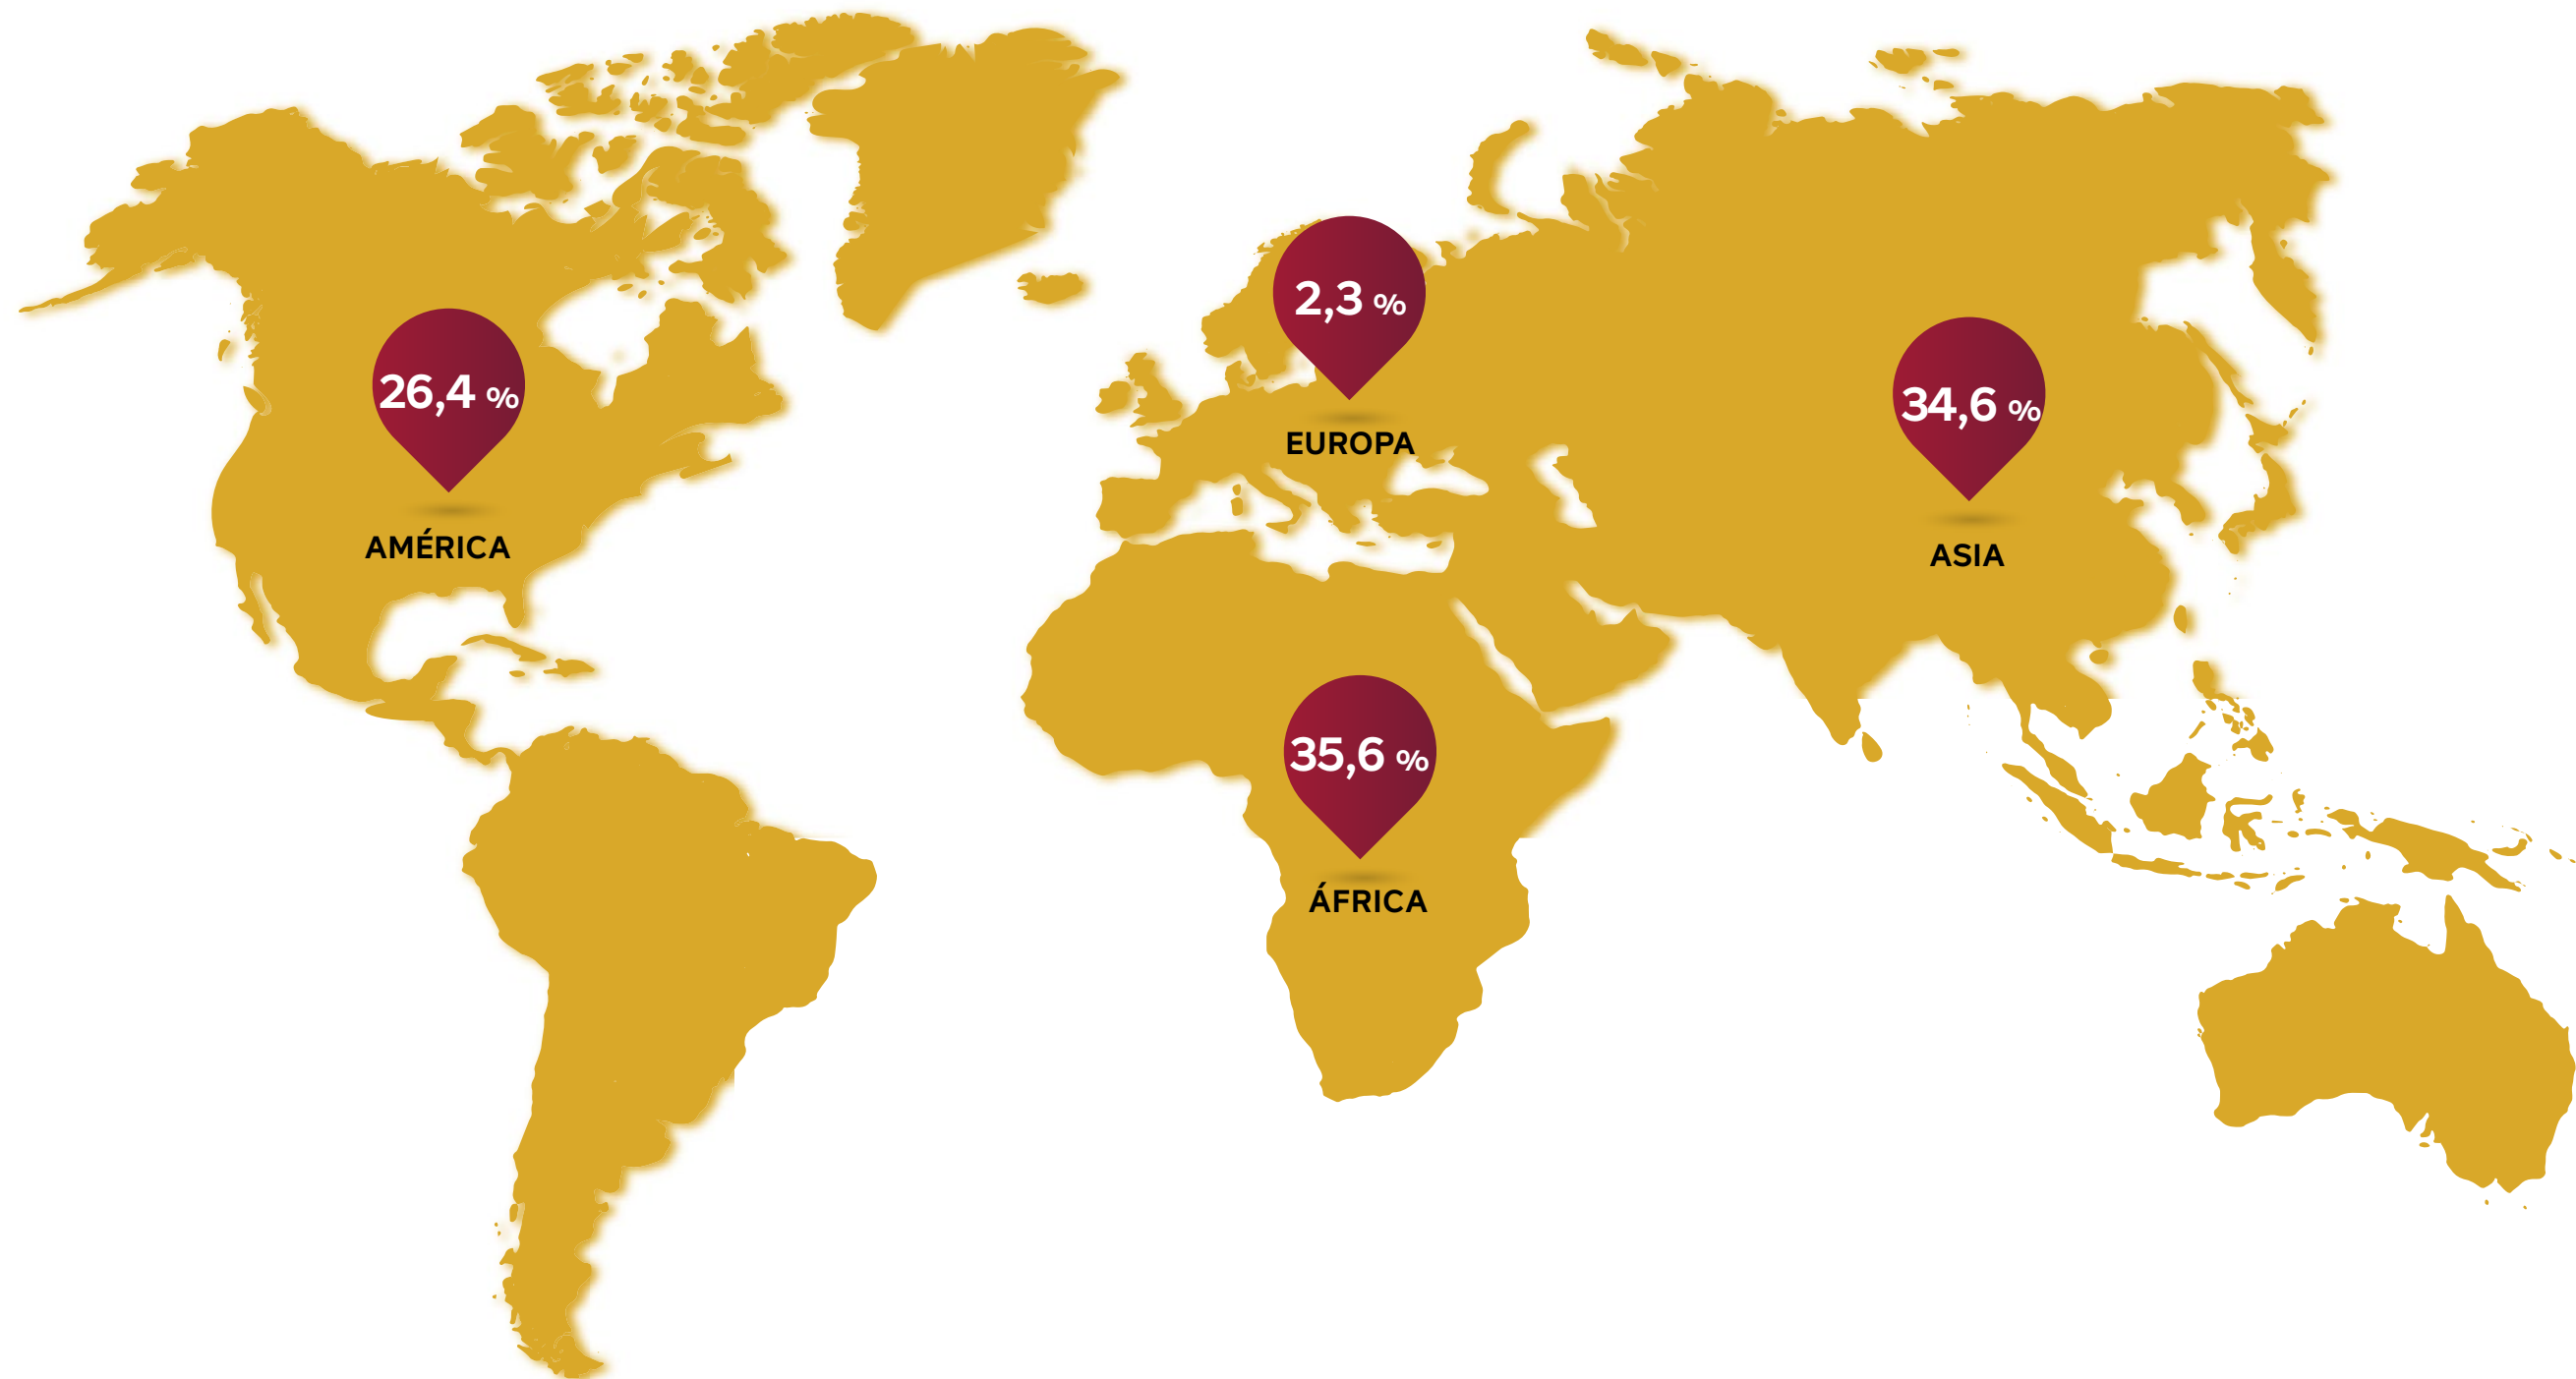 2,3 %
EUROPA
26,4 %
AMÉRICA
34,6 %
ASIA
35,6 %
ÁFRICA